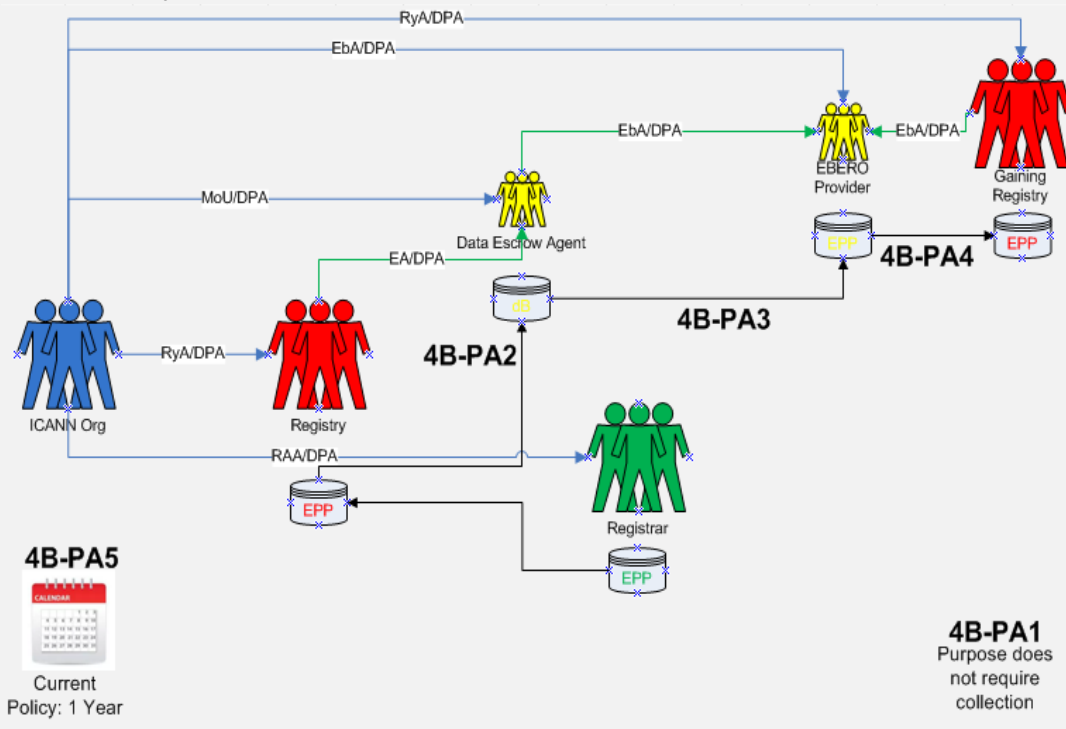 RyA/DPA
EbA/DPA
EbA/DPA
EbA/DPA
EBERO
Provider
Gaining
Registry
MoU/DPA
Data Escrow Agent
EPP
EPP
4B-PA4
EA/DPA
dB
4B-PA3
4B-PA2
RyA/DPA
ICANN Org
Registry
RAA/DPA
EPP
Registrar
EPP
4B-PA5
CALENDAR
Current
Policy: 1 Year
4B-PA1
Purpose does
not require
collection